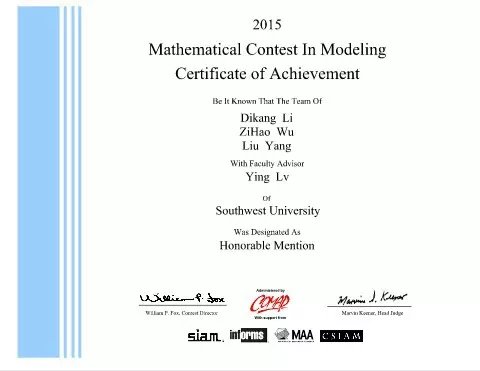 2015
Mathematical Contest In Modeling
Certificate of Achievement
Be It Known That The Team Of
Dikang Li
ZiHao Wu
Liu Yang
With Faculty Advisor
Ying Lv
Of
Southwest University
Was Designated As
Honorable Mention
Administered by
William P. Fox
COMAP
Marvin S. Keener
With support from
William P. Fox, Contest Director
Marvin Keener, Head Judge
siam
informs
MAA
CSIAM